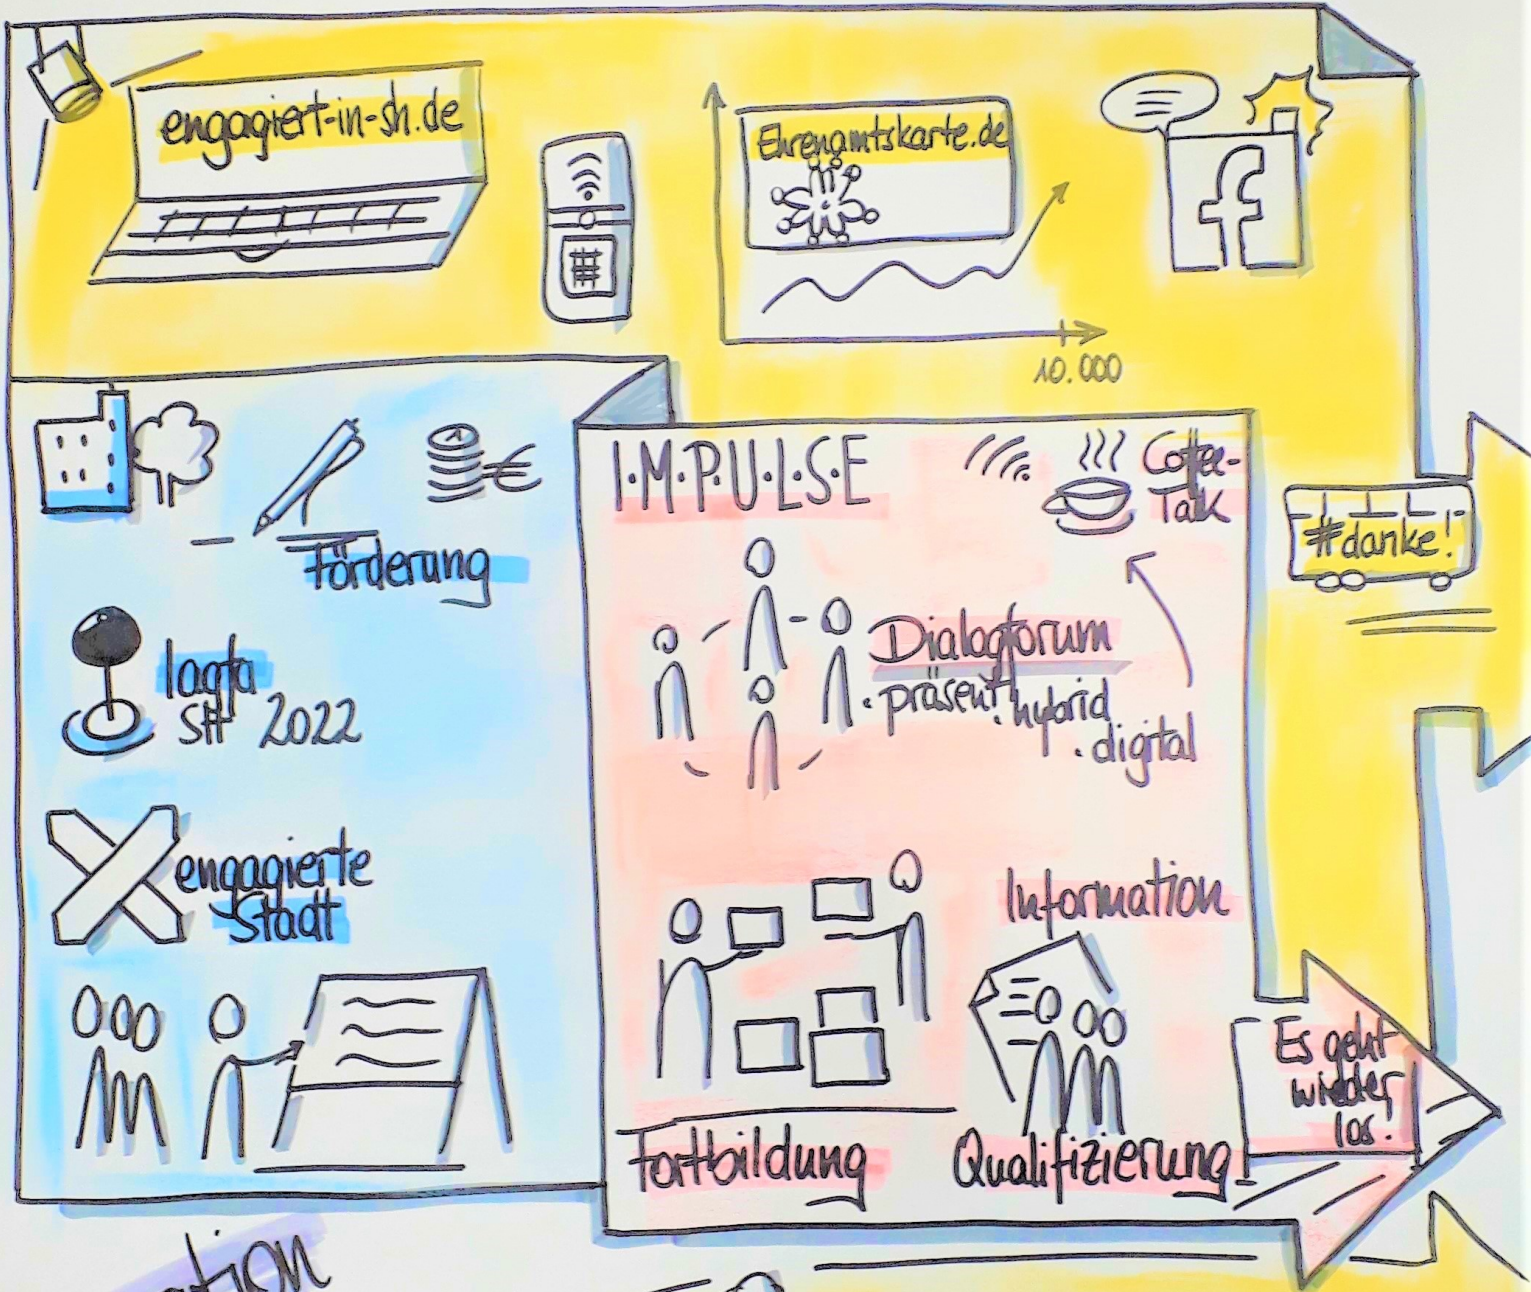 engagiert-in-sh.de
Ehrenamtskarte.de
f
10.000
€
Förderung
lagfa
SH 2022
engagierte
Stadt
I·M·P·U·L·S·E
Coffee-
Talk
Dialogforum
·präsent
·hybrid
·digital
Information
Fortbildung
Qualifizierung
#danke!
Es geht
wieder
los.